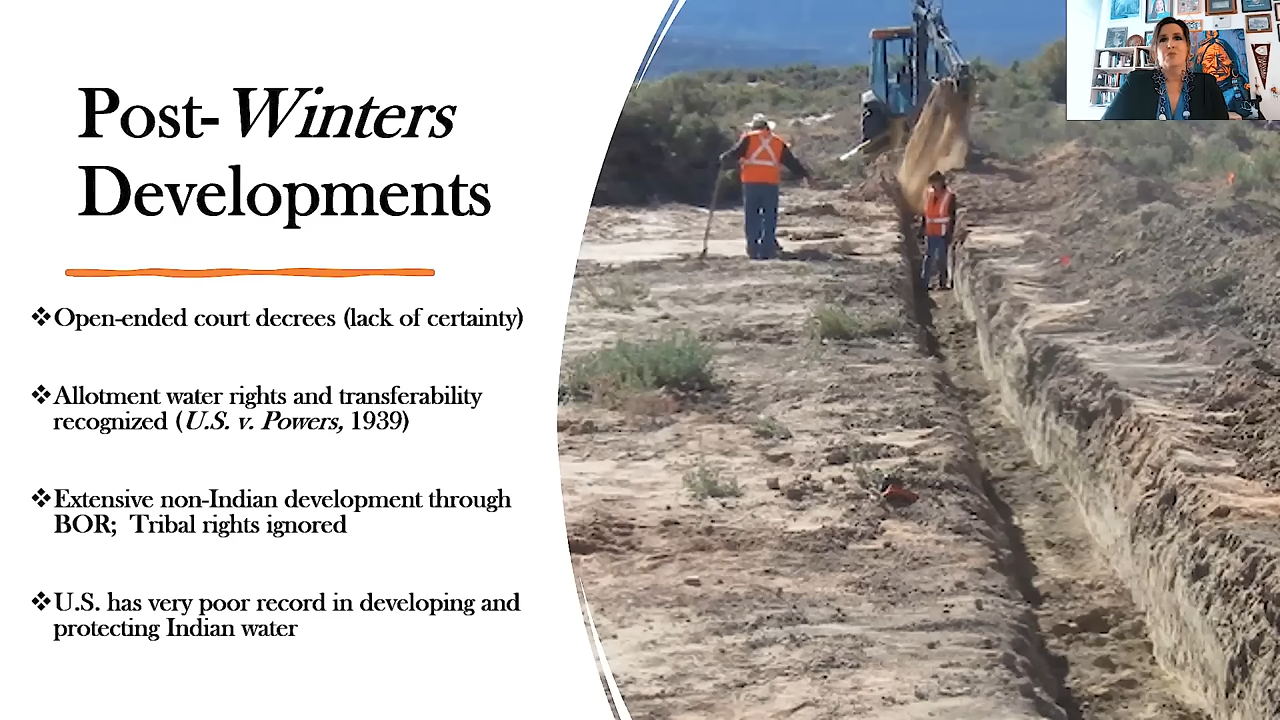 Post-Winters
Developments
❖Open-ended court decrees (lack of certainty)
❖Allotment water rights and transferability
recognized (U.S. v. Powers, 1939)
❖Extensive non-Indian development through
BOR;  Tribal rights ignored
❖U.S. has very poor record in developing and
protecting Indian water